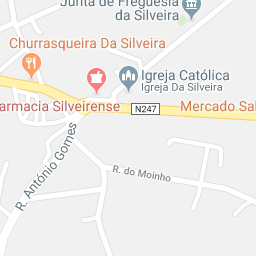 Junta de Freguesia
da Silveira
Churrasqueira Da Silveira
Igreja Católica
Igreja Da Silveira
armacia Silveirense
N247
Mercado Sal
R. António Gomes
R. do Moinho